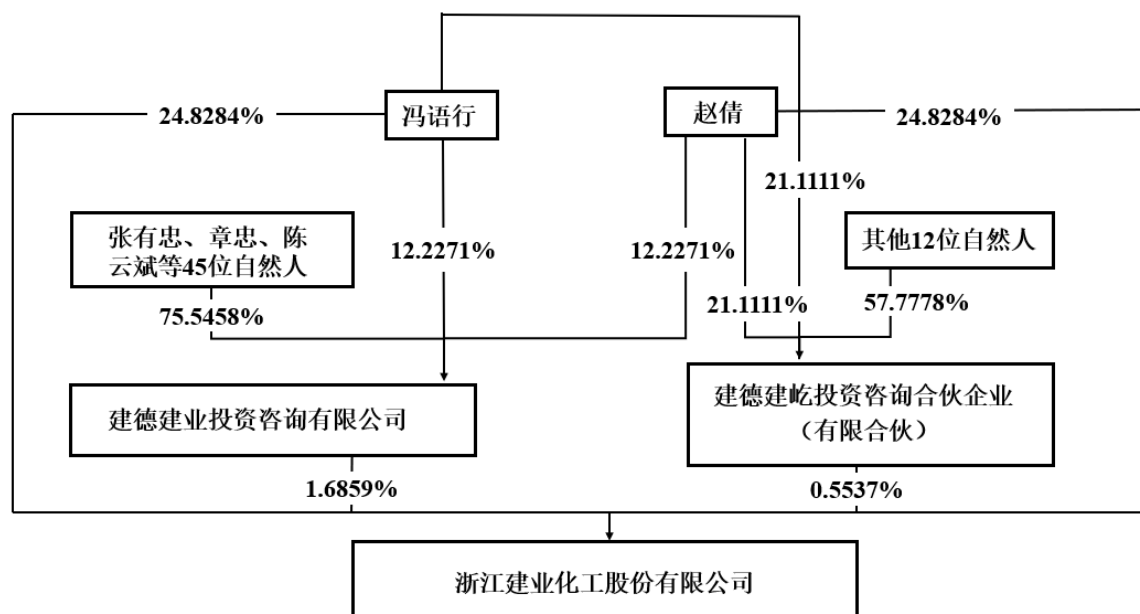 24.8284%
冯语行
赵倩
24.8284%
21.1111%
张有忠、章忠、陈
云斌等45位自然人
12.2271%
12.2271%
其他12位自然人
75.5458%
21.1111%
57.7778%
建德建业投资咨询有限公司
建德建屹投资咨询合伙企业
（有限合伙）
1.6859%
0.5537%
浙江建业化工股份有限公司